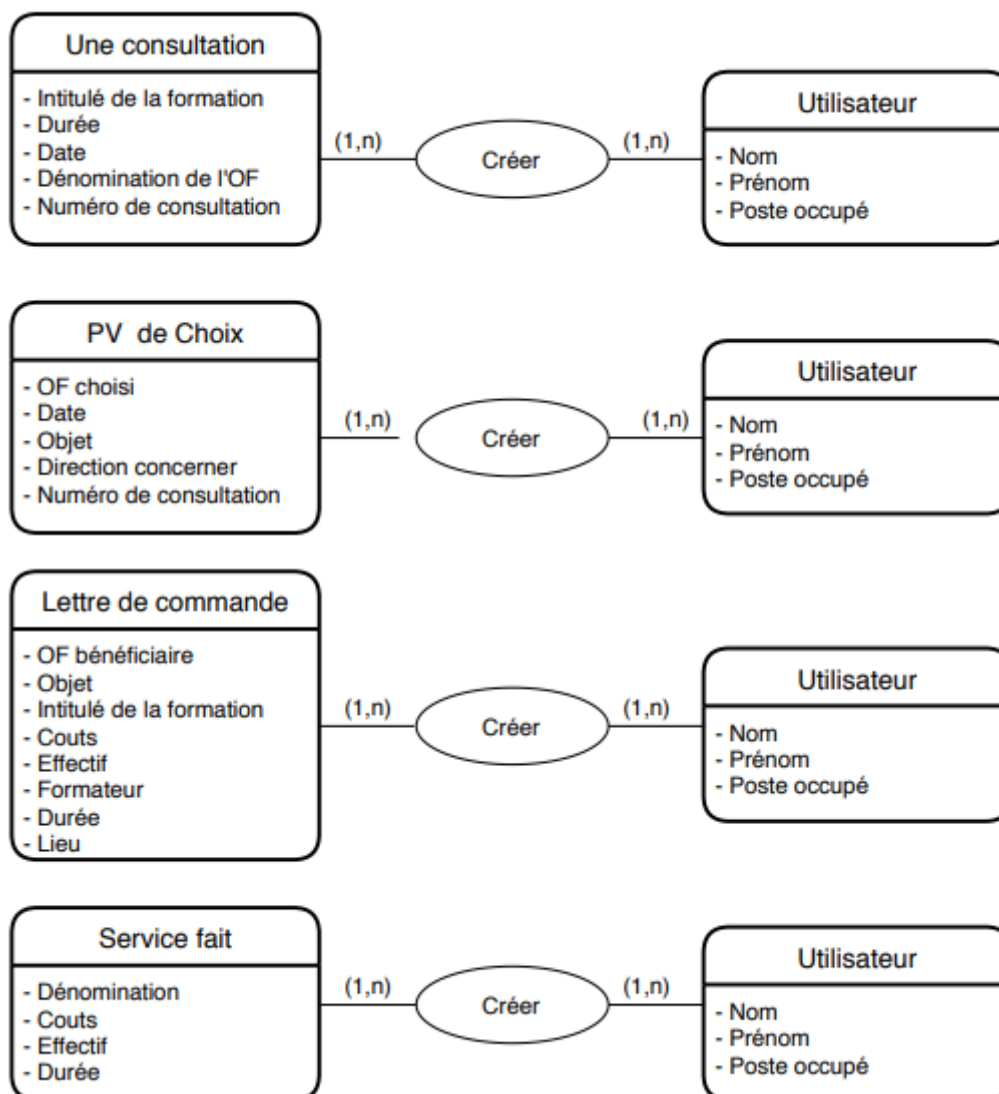 Une consultation
- Intitulé de la formation
- Durée
- Date
- Dénomination de l'OF
- Numéro de consultation
(1,n)
Créer
(1,n)
Utilisateur
- Nom
- Prénom
- Poste occupé
PV de Choix
- OF choisi
- Date
- Objet
- Direction concerner
- Numéro de consultation
(1,n)
Créer
(1,n)
Utilisateur
- Nom
- Prénom
- Poste occupé
Lettre de commande
- OF bénéficiaire
- Objet
- Intitulé de la formation
- Couts
- Effectif
- Formateur
- Durée
- Lieu
(1,n)
Créer
(1,n)
Utilisateur
- Nom
- Prénom
- Poste occupé
Service fait
- Dénomination
- Couts
- Effectif
- Durée
(1,n)
Créer
(1,n)
Utilisateur
- Nom
- Prénom
- Poste occupé